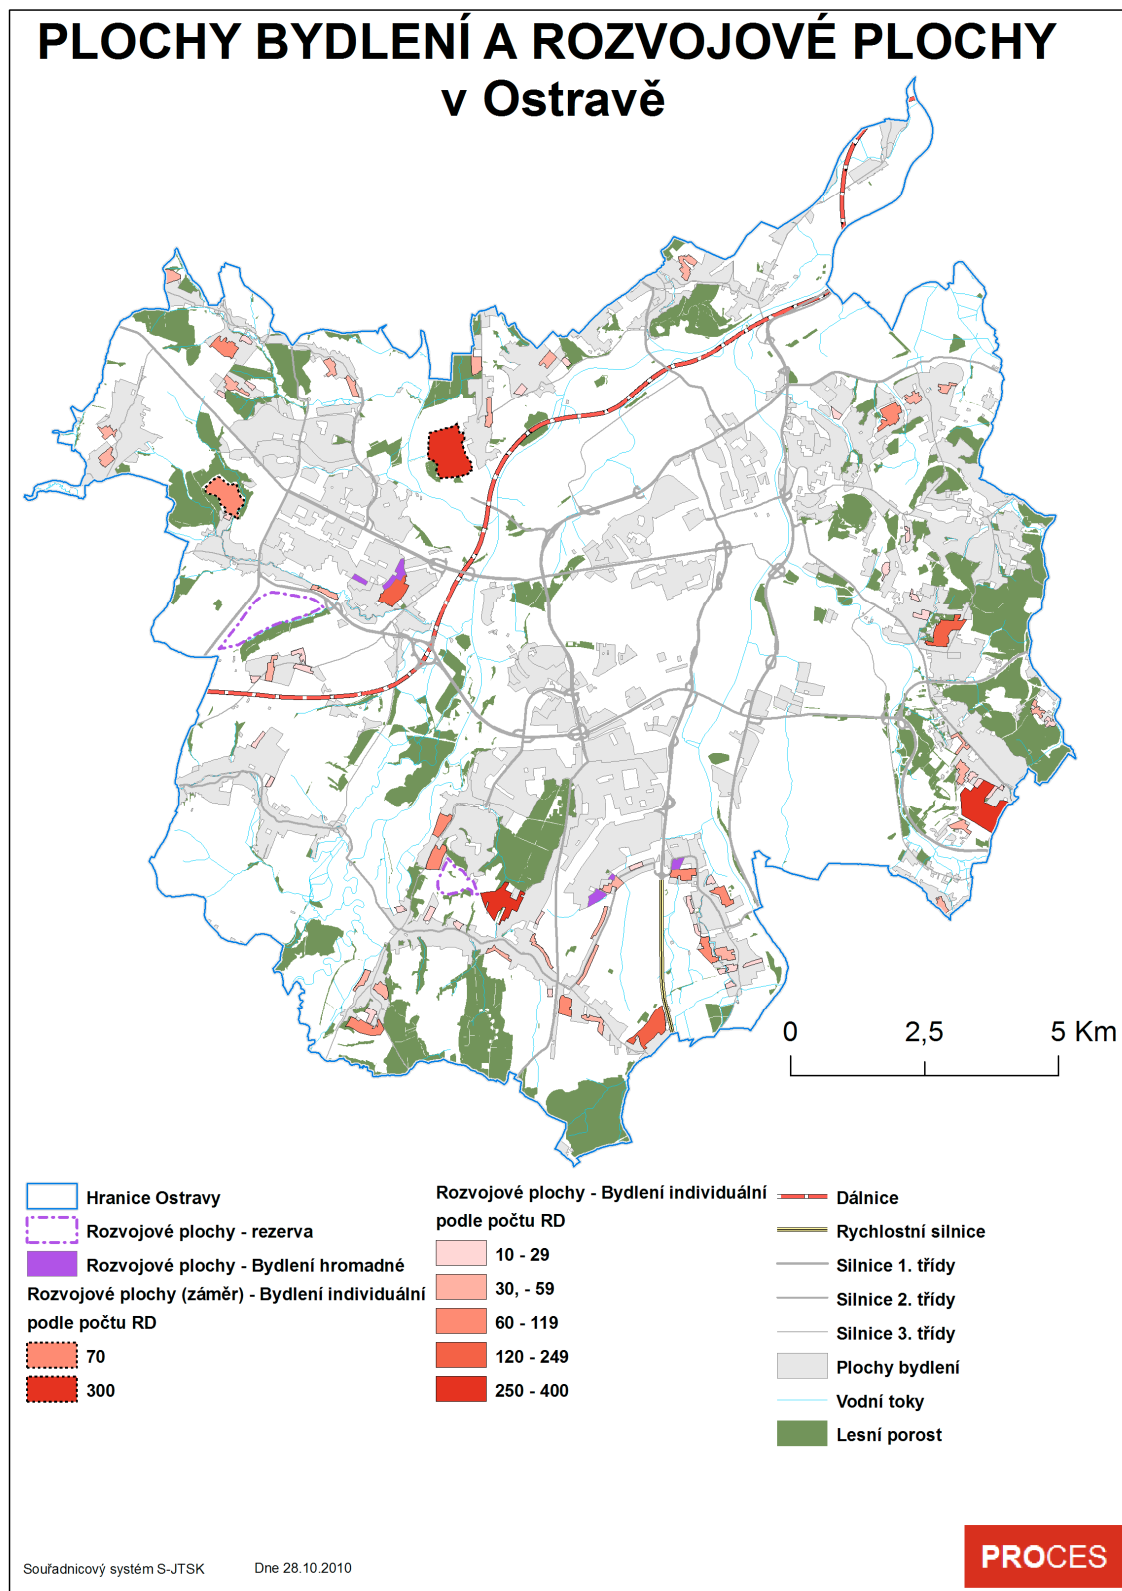 PLOCHY BYDLENÍ A ROZVOJOVÉ PLOCHY
v Ostravě
0 2,5 5 Km
Hranice Ostravy
Rozvojové plochy - rezerva
Rozvojové plochy - Bydlení hromadné
Rozvojové plochy (záměr) - Bydlení individuální
podle počtu RD
70
300
Rozvojové plochy - Bydlení individuální
podle počtu RD
10 - 29
30, - 59
60 - 119
120 - 249
250 - 400
Dálnice
Rychlostní silnice
Silnice 1. třídy
Silnice 2. třídy
Silnice 3. třídy
Plochy bydlení
Vodní toky
Lesní porost
Souřadnicový systém S-JTSK Dne 28.10.2010
PROCES